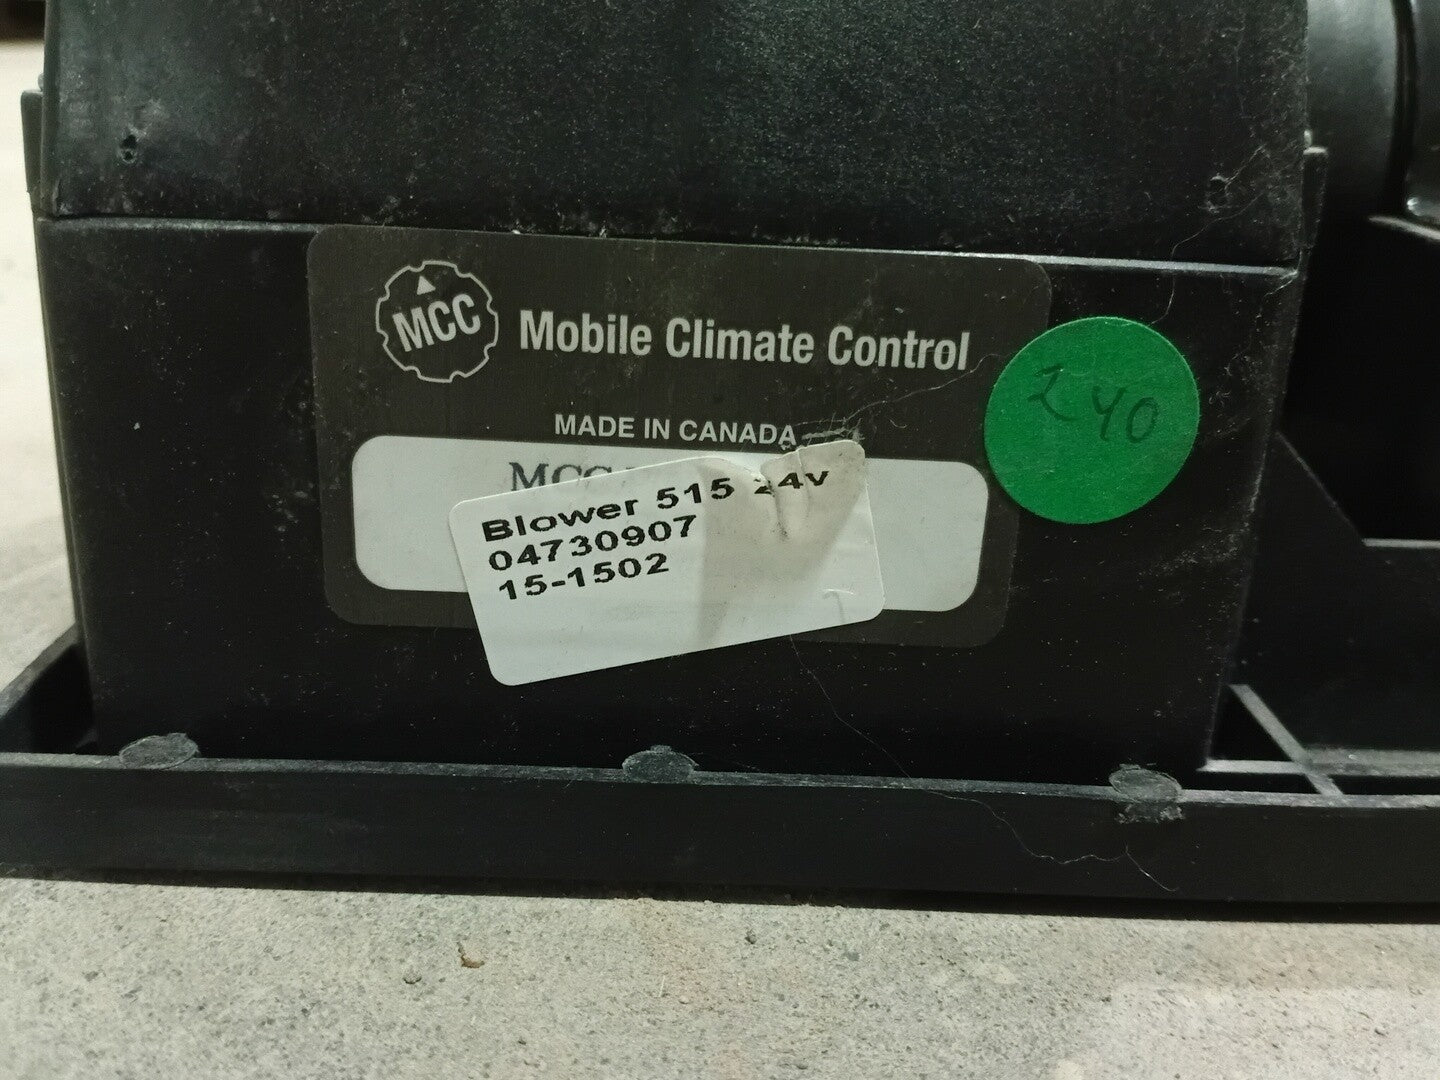 MCC
Mobile Climate Control
MADE IN CANADA
Blower 515 24v
04730907
15-1502
240